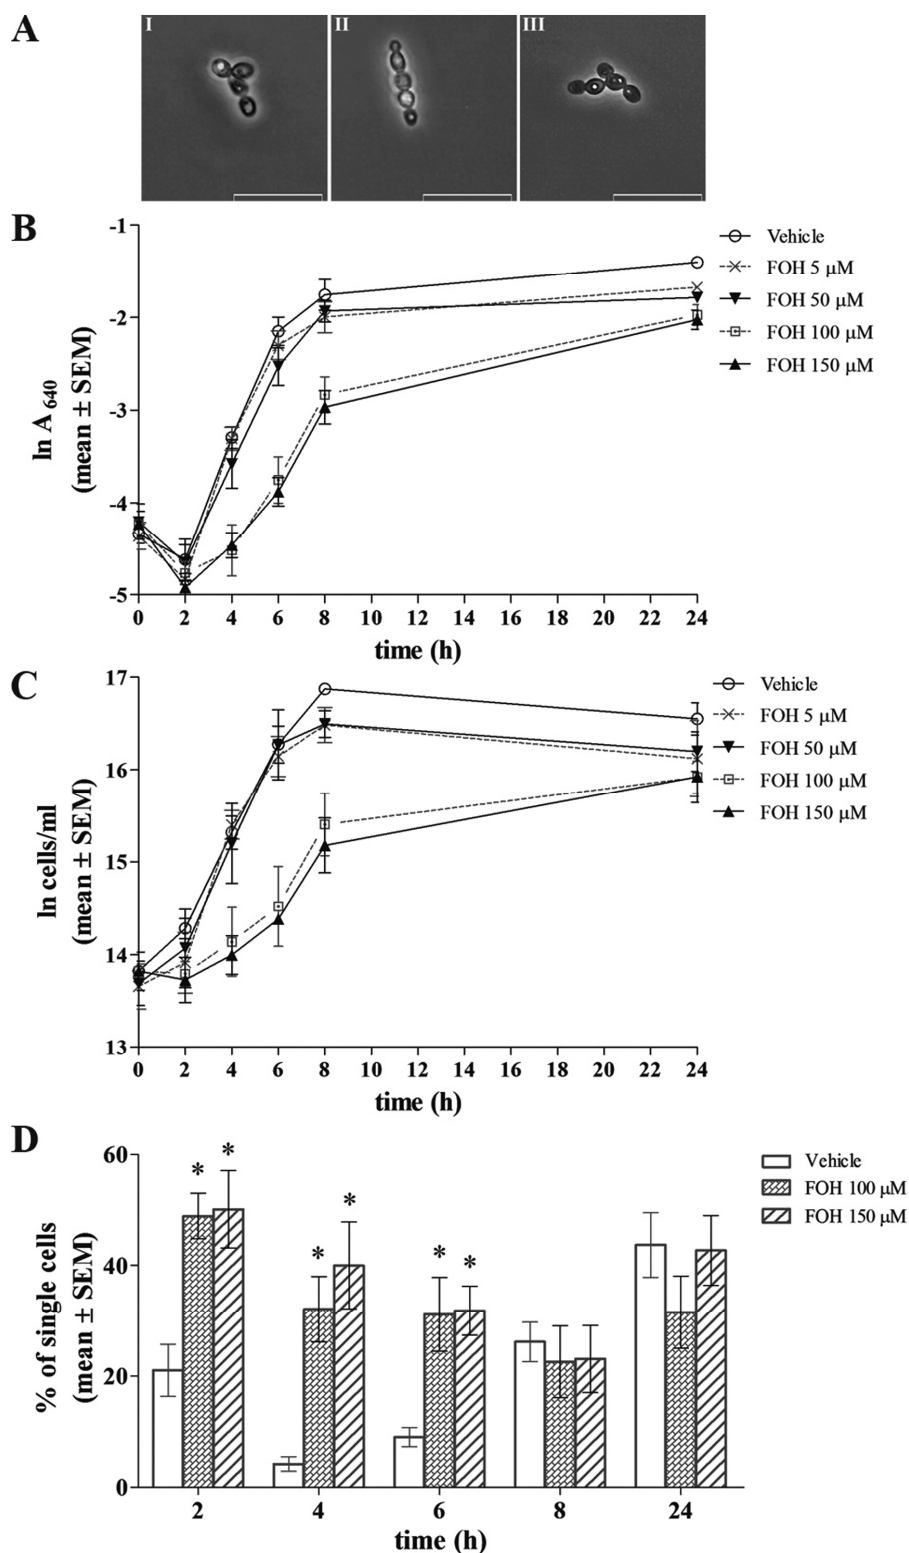 A
I II III
B
-1
-2
-3
-4
-5
ln A640
(mean ± SEM)
0 2 4 6 8 10 12 14 16 18 20 22 24
time (h)
Vehicle
FOH 5 μM
FOH 50 μM
FOH 100 μM
FOH 150 μM
C
17
16
15
14
13
ln cells/ml
(mean ± SEM)
0 2 4 6 8 10 12 14 16 18 20 22 24
time (h)
Vehicle
FOH 5 μM
FOH 50 μM
FOH 100 μM
FOH 150 μM
D
60
40
20
0
% of single cells
(mean ± SEM)
* * * * * *
2 4 6 8 24
time (h)
Vehicle
FOH 100 μM
FOH 150 μM